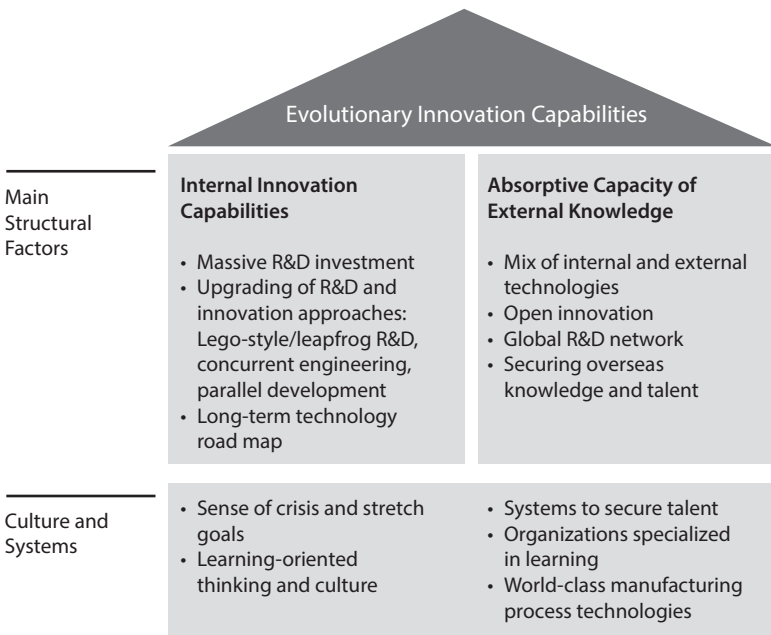 Evolutionary Innovation Capabilities
Main
Structural
Factors
Internal Innovation
Capabilities
• Massive R&D investment
• Upgrading of R&D and
innovation approaches:
Lego-style/leapfrog R&D,
concurrent engineering,
parallel development
• Long-term technology
road map
Absorptive Capacity of
External Knowledge
• Mix of internal and external
technologies
• Open innovation
• Global R&D network
• Securing overseas
knowledge and talent
Culture and
Systems
• Sense of crisis and stretch
goals
• Learning-oriented
thinking and culture
• Systems to secure talent
• Organizations specialized
in learning
• World-class manufacturing
process technologies